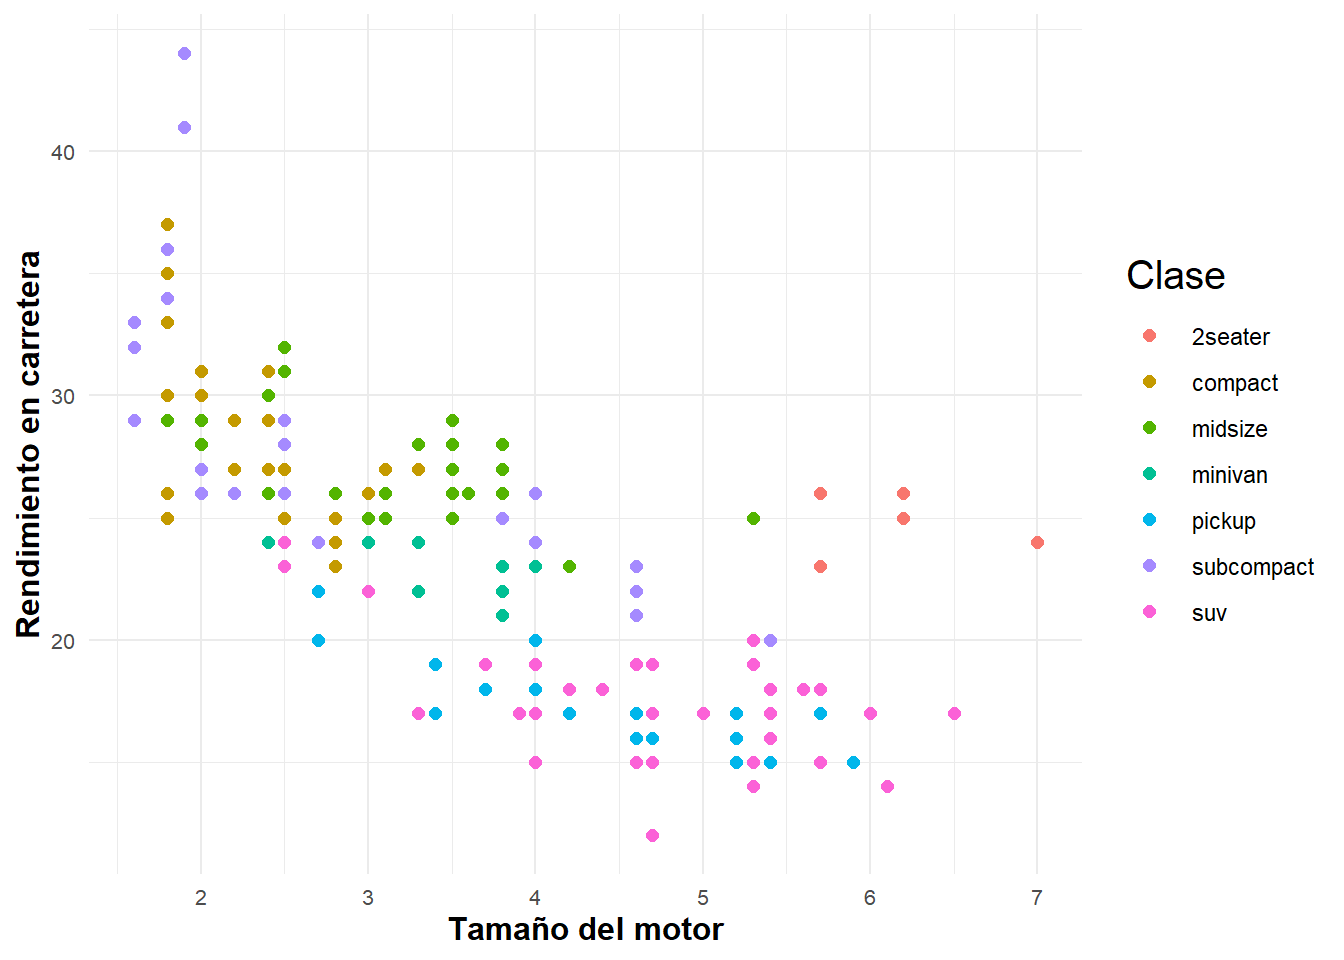 40
30
20
Rendimiento en carretera
2 3 4 5 6 7
Tamaño del motor
Clase
2seater
compact
midsize
minivan
pickup
subcompact
suv